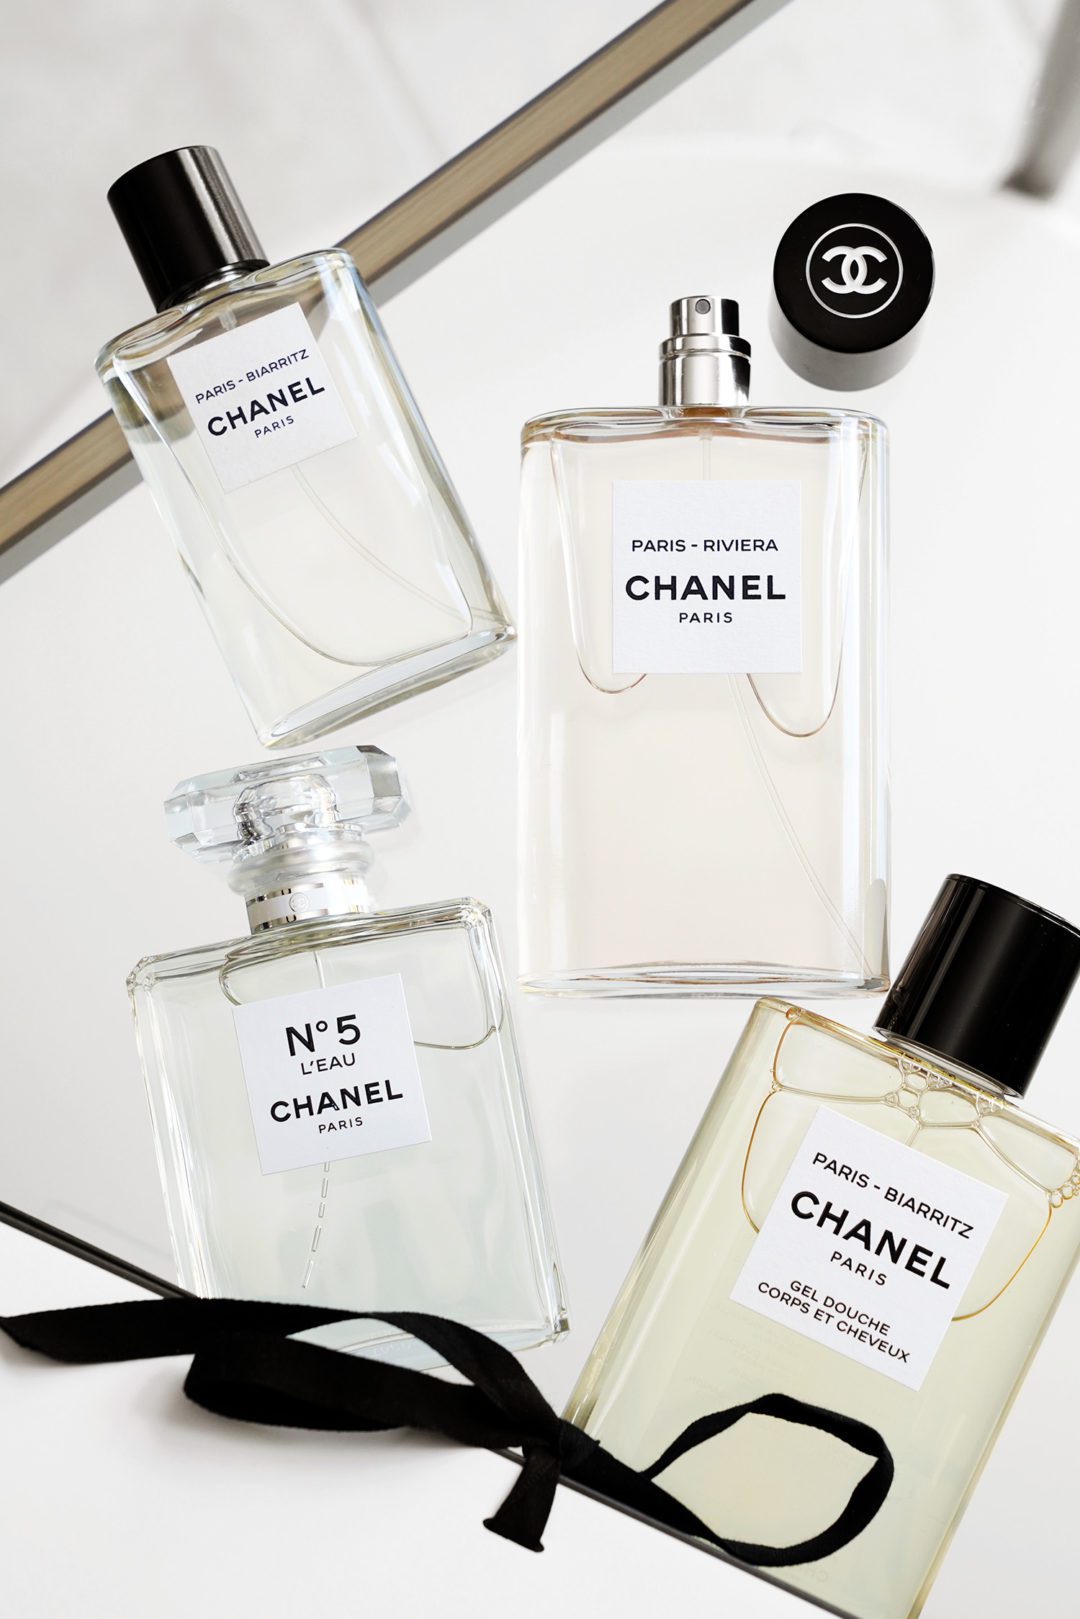 PARIS - BIARRITZ
CHANEL
PARIS
PARIS - RIVIERA
CHANEL
PARIS
N°5
L'EAU
CHANEL
PARIS
PARIS - BIARRITZ
CHANEL
PARIS
GEL DOUCHE
CORPS ET CHEVEUX